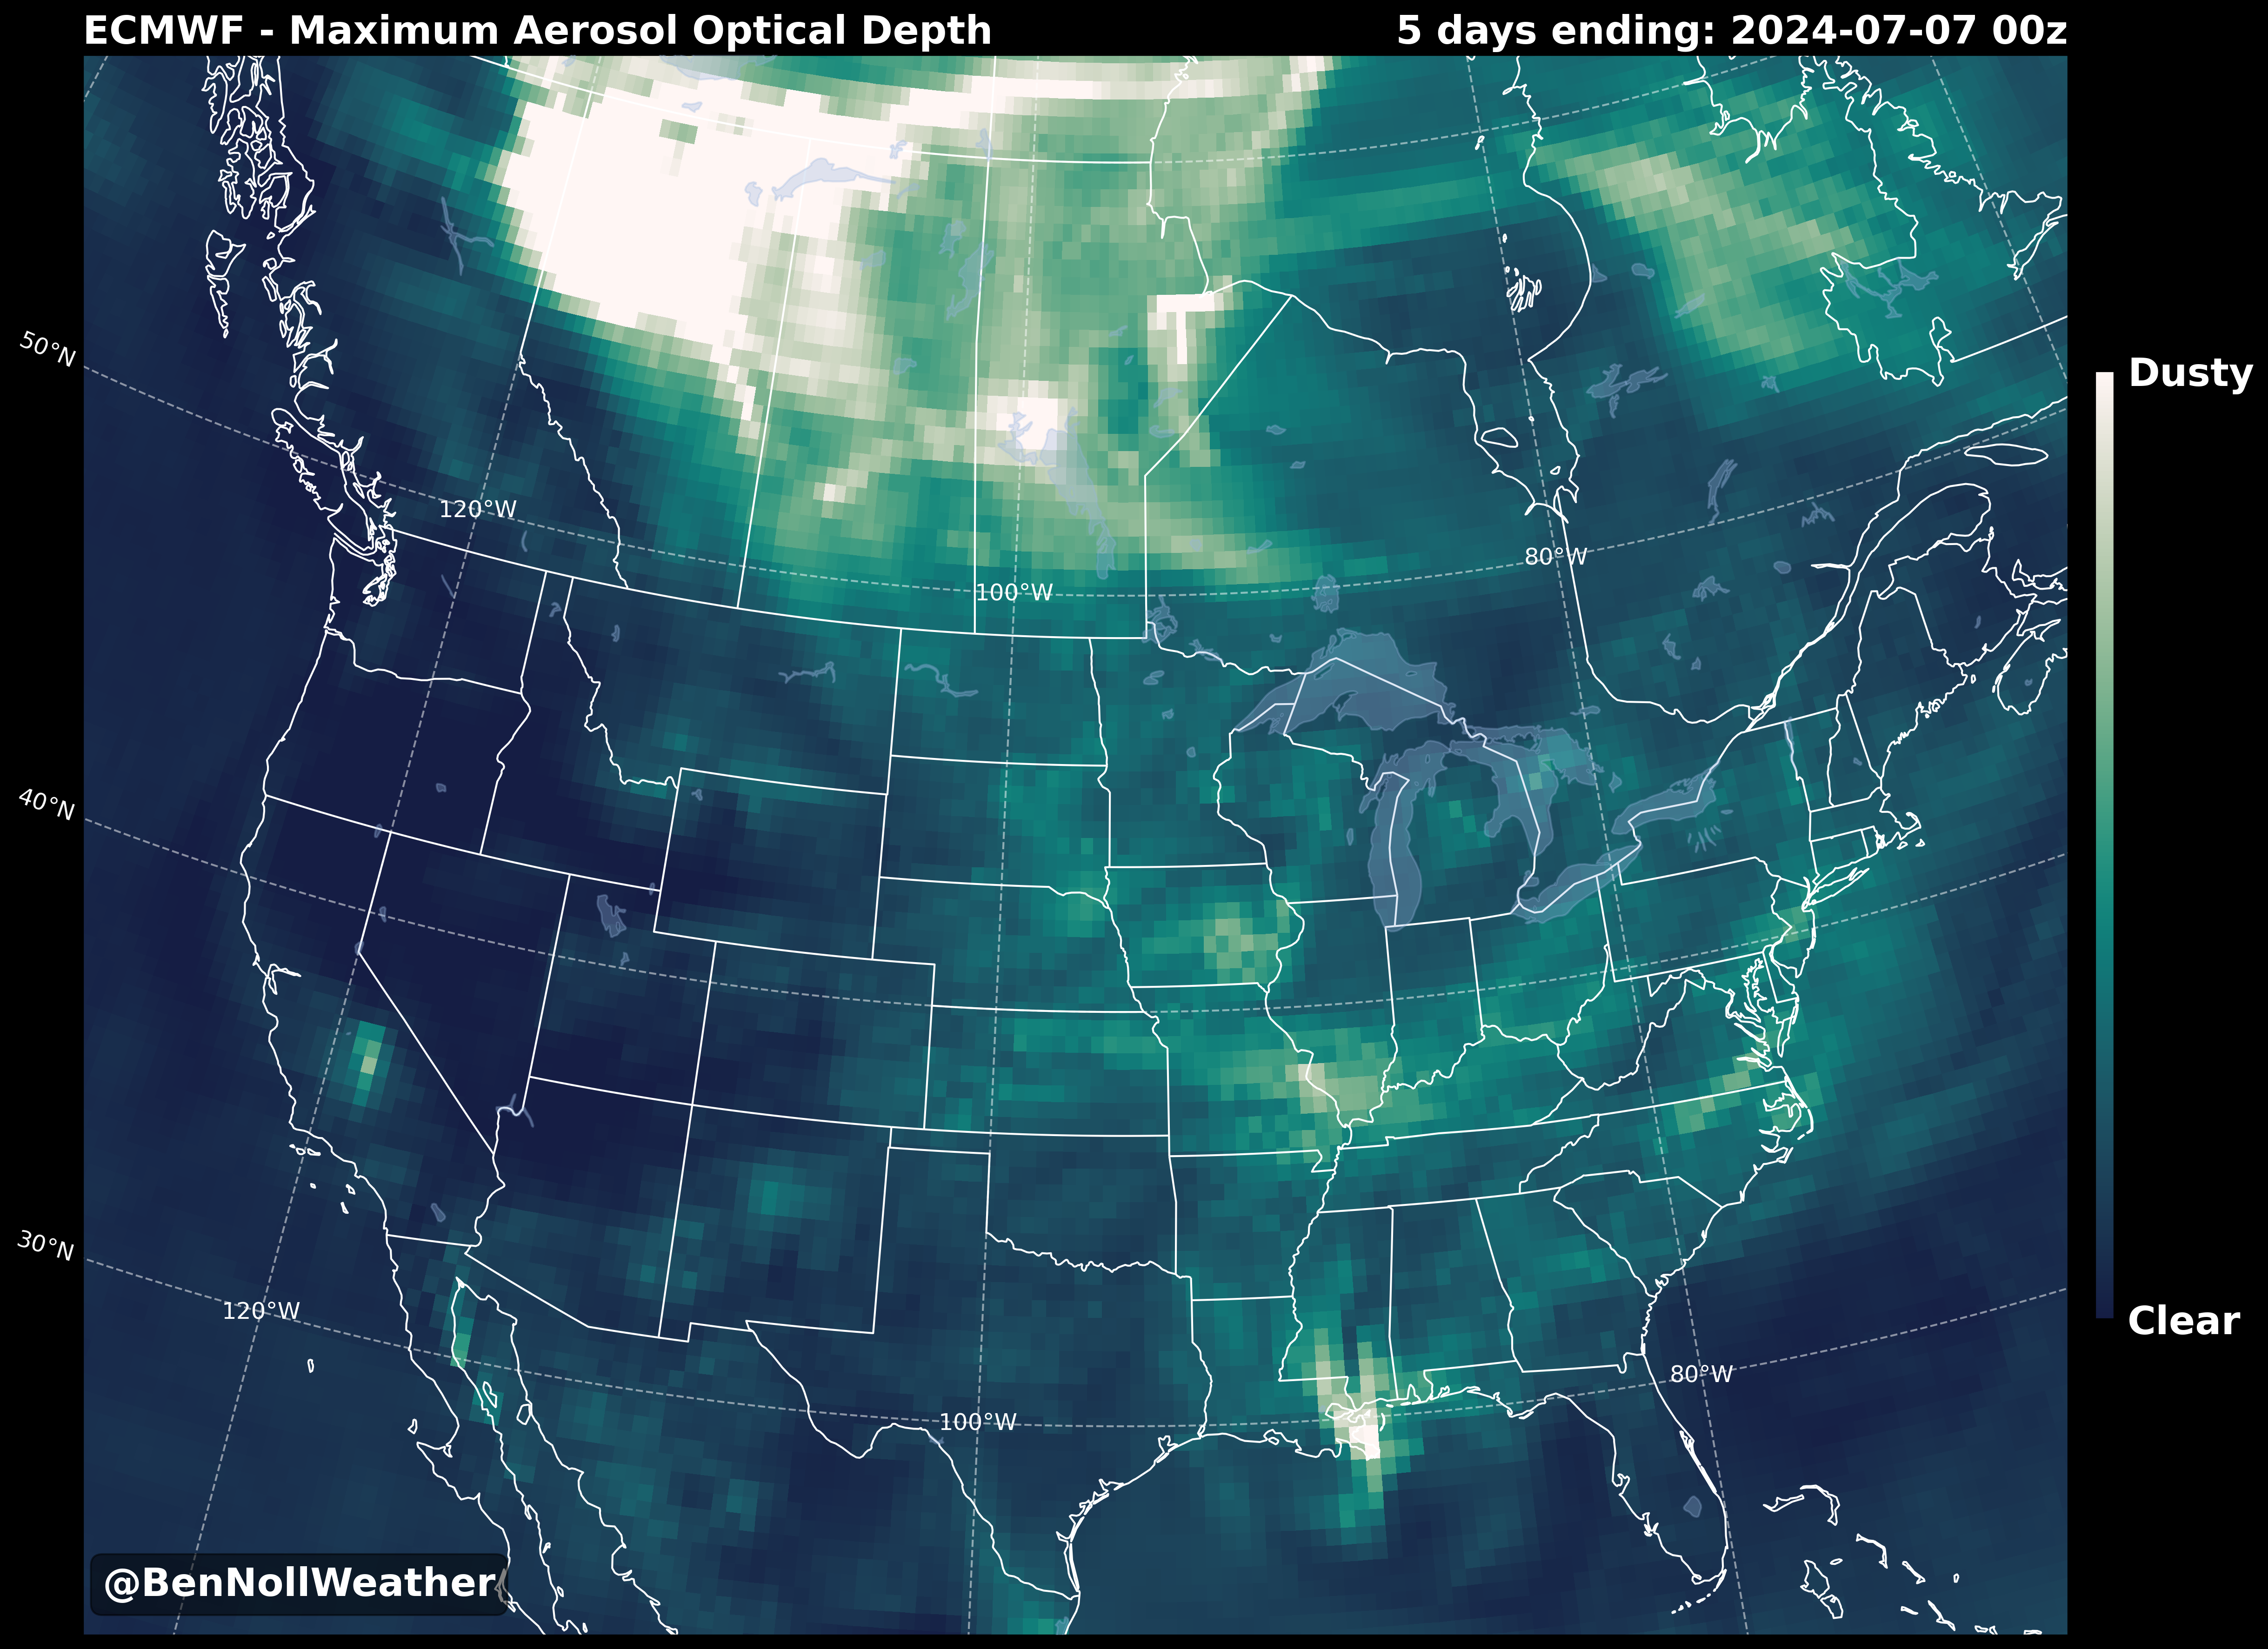 ECMWF - Maximum Aerosol Optical Depth
5 days ending: 2024-07-07 00z
50°N
Dusty
120°W
80°W
100°W
40°N
30°N
120°W
Clear
80°W
100°W
@BenNollWeather